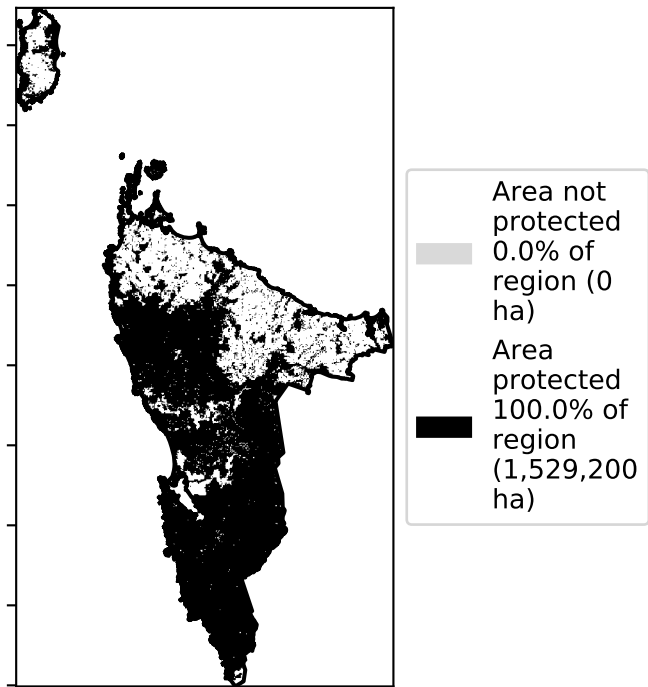 Area not
protected
0.0% of
region (0
ha)
Area
protected
100.0% of
region
(1,529,200
ha)